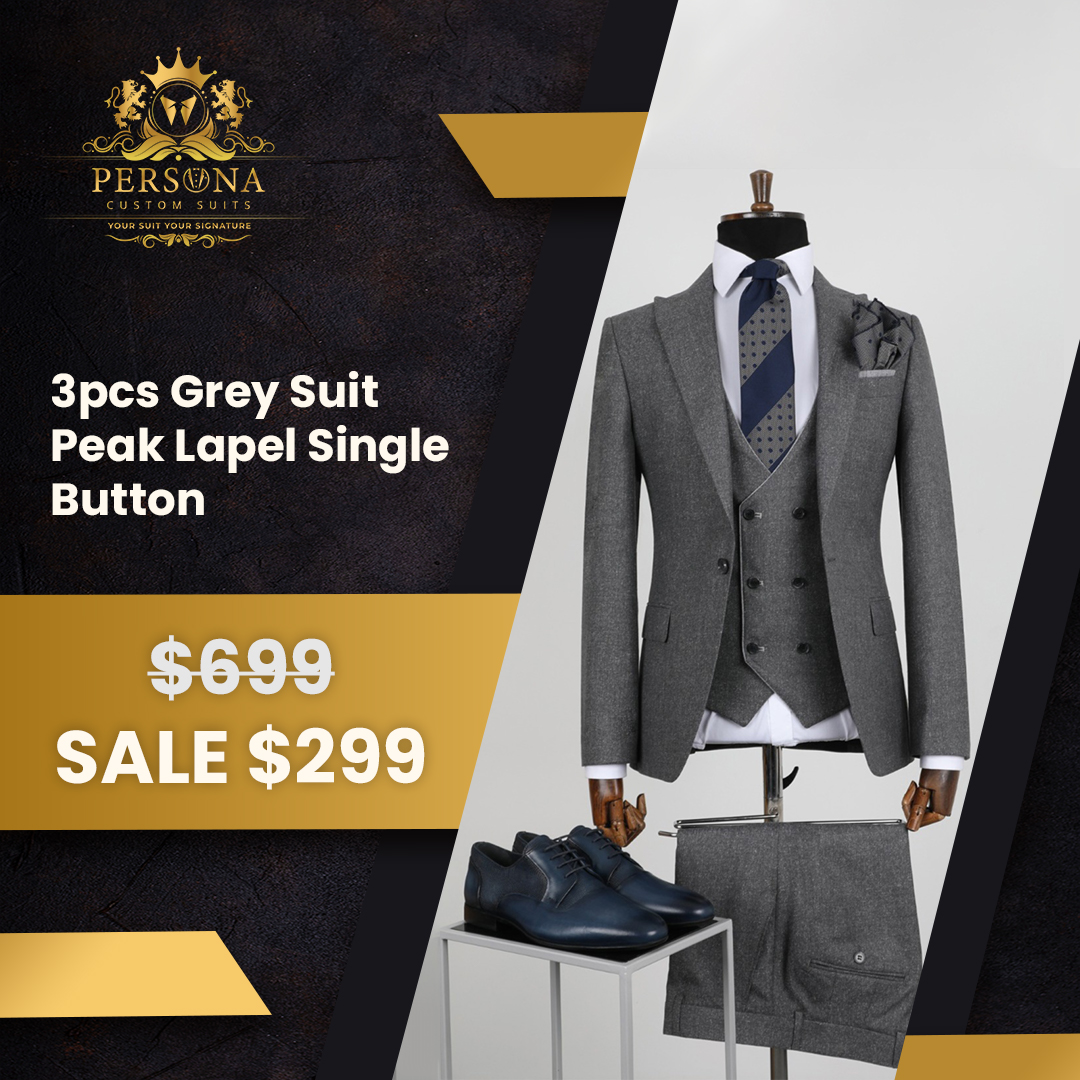 PERSONA
CUSTOM SUITS
YOUR SUIT YOUR SIGNATURE
3pcs Grey Suit
Peak Lapel Single
Button
$699
SALE $299